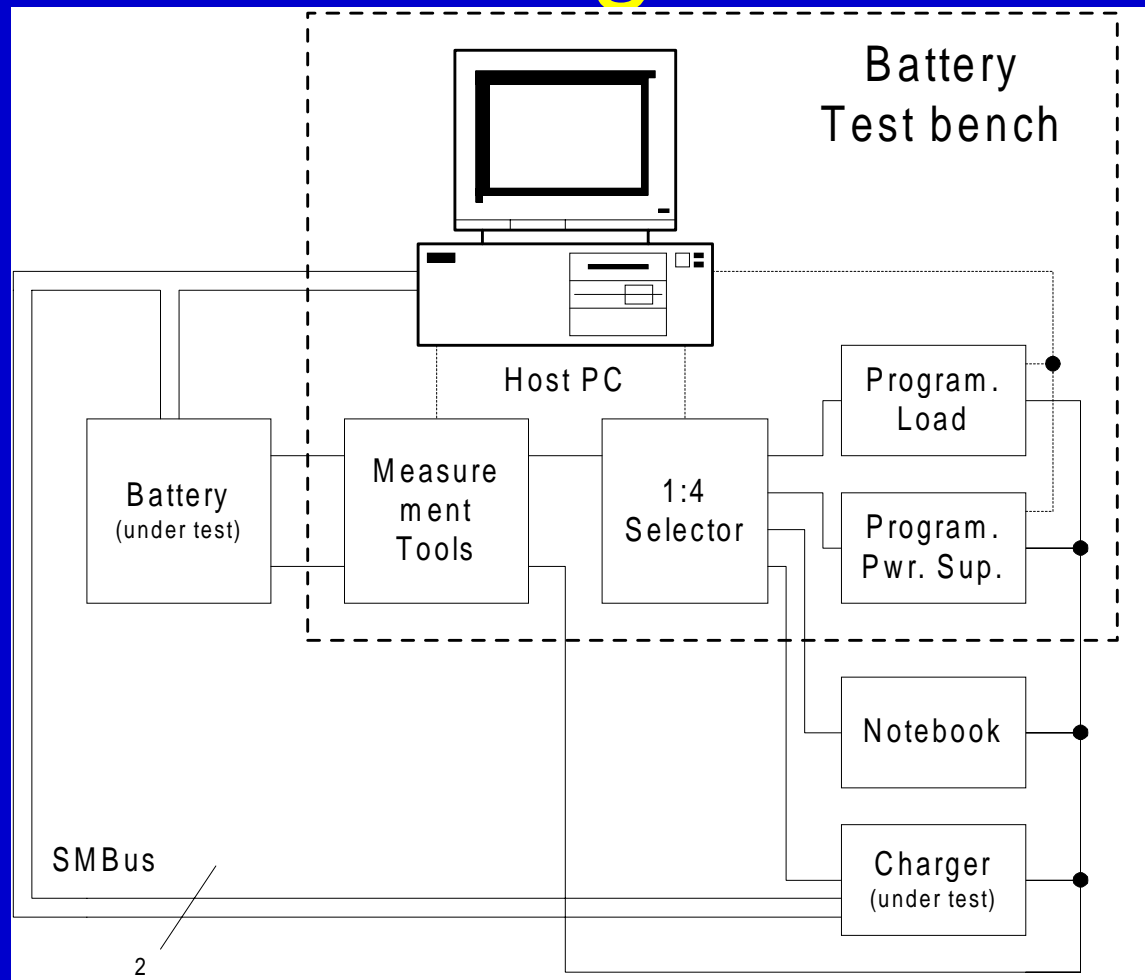 Battery
Test bench
Host PC
Program.
Load
Battery
(under test)
Measure
ment
Tools
1:4
Selector
Program.
Pwr. Sup.
Notebook
SMBus
Charger
(under test)
2